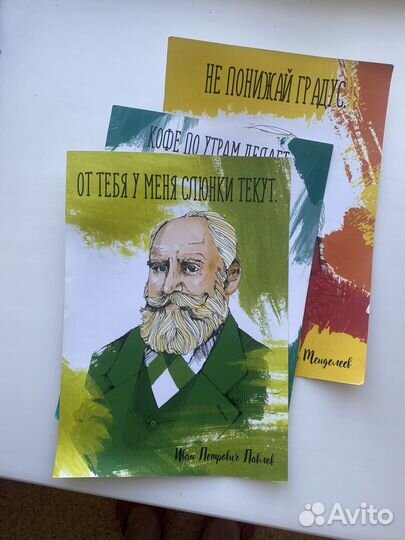 НЕ ПОНИЖАЙ ГРАДУС.
КОФЕ ПО УТРАМ ДЕЛАЕТ
ОТ ТЕБЯ У МЕНЯ СЛЮНКИ ТЕКУТ.
Менделеев
Иван Петрович Павлов
Avito